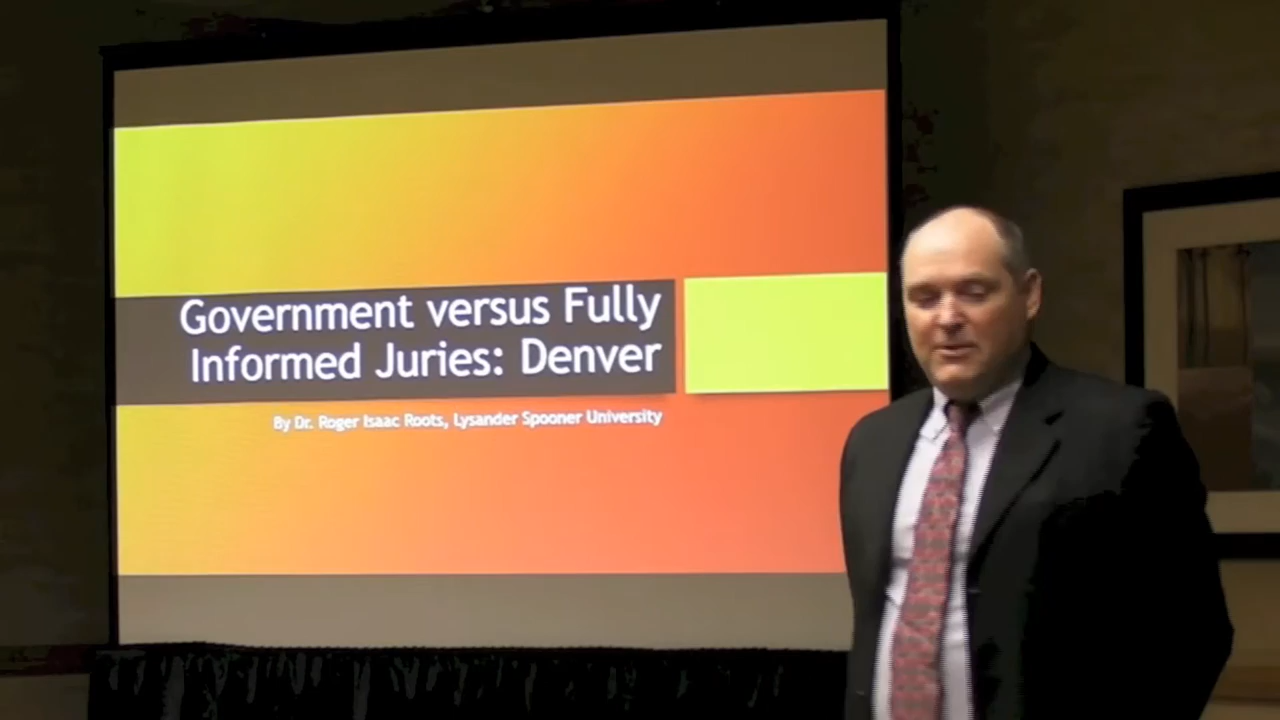 Government versus Fully
Informed Juries: Denver
By Dr. Roger Isaac Roots, Lysander Spooner University